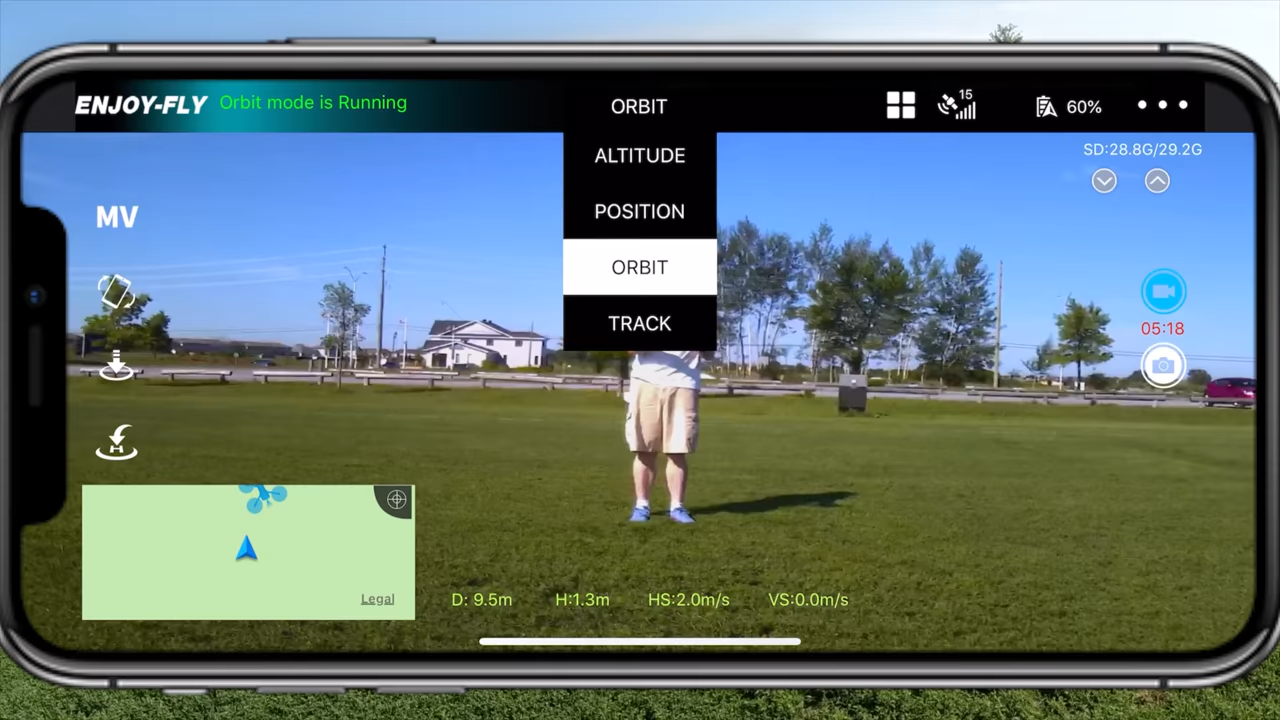 ENJOY-FLY
Orbit mode is Running
ORBIT
15
60%
ALTITUDE
POSITION
ORBIT
TRACK
SD:28.8G/29.2G
MV
05:18
H
Legal
D: 9.5m
H:1.3m
HS:2.0m/s
VS:0.0m/s